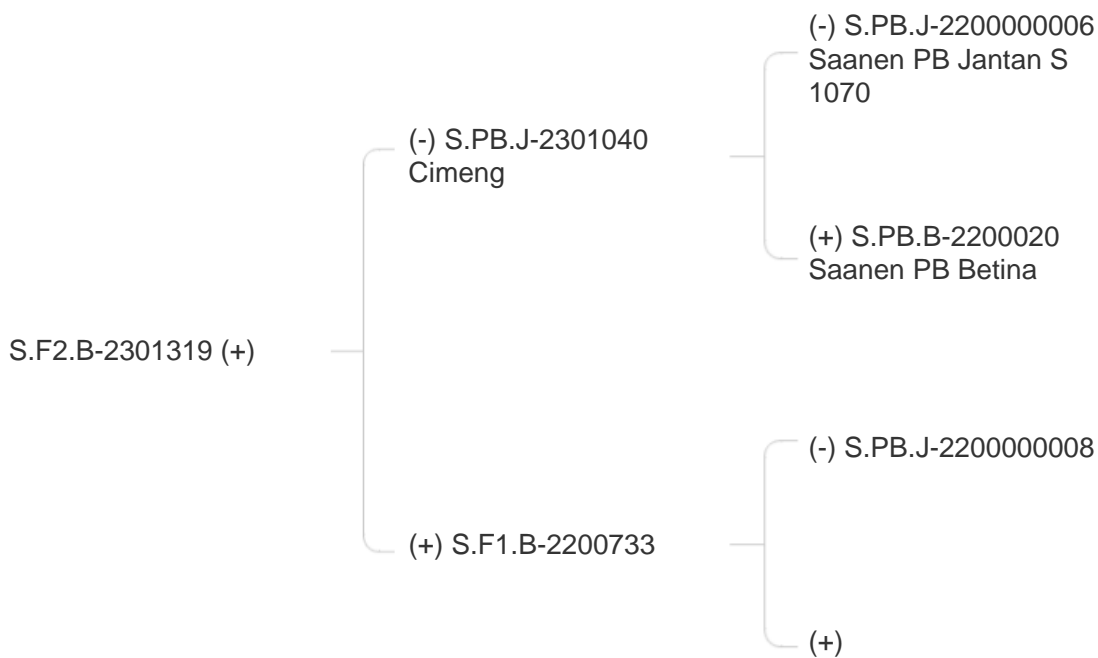 (-) S.PB.J-2200000006
Saanen PB Jantan S
1070
(-) S.PB.J-2301040
Cimeng
(+) S.PB.B-2200020
Saanen PB Betina
S.F2.B-2301319 (+)
(-) S.PB.J-2200000008
(+) S.F1.B-2200733
(+)